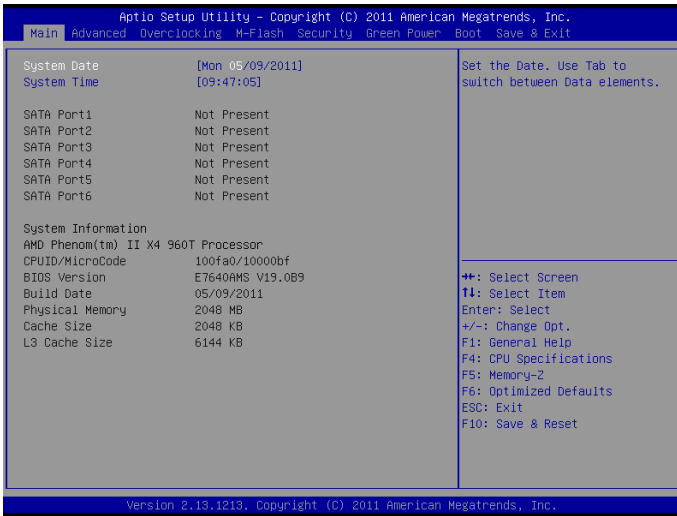 Aptio Setup Utility – Copyright (C) 2011 American Megatrends, Inc.
Main Advanced Overclocking M-Flash Security Green Power Boot Save & Exit
System Date [Mon 05/09/2011]
System Time [09:47:05]
SATA Port1 Not Present
SATA Port2 Not Present
SATA Port3 Not Present
SATA Port4 Not Present
SATA Port5 Not Present
SATA Port6 Not Present
System Information
AMD Phenom(tm) II X4 960T Processor
CPUID/MicroCode 100fa0/10000bf
BIOS Version E7640AMS V19.0B9
Build Date 05/09/2011
Physical Memory 2048 MB
Cache Size 2048 KB
L3 Cache Size 6144 KB
Set the Date. Use Tab to
switch between Data elements.
→←: Select Screen
↑↓: Select Item
Enter: Select
+/-: Change Opt.
F1: General Help
F4: CPU Specifications
F5: Memory-Z
F6: Optimized Defaults
ESC: Exit
F10: Save & Reset
Version 2.13.1213. Copyright (C) 2011 American Megatrends, Inc.